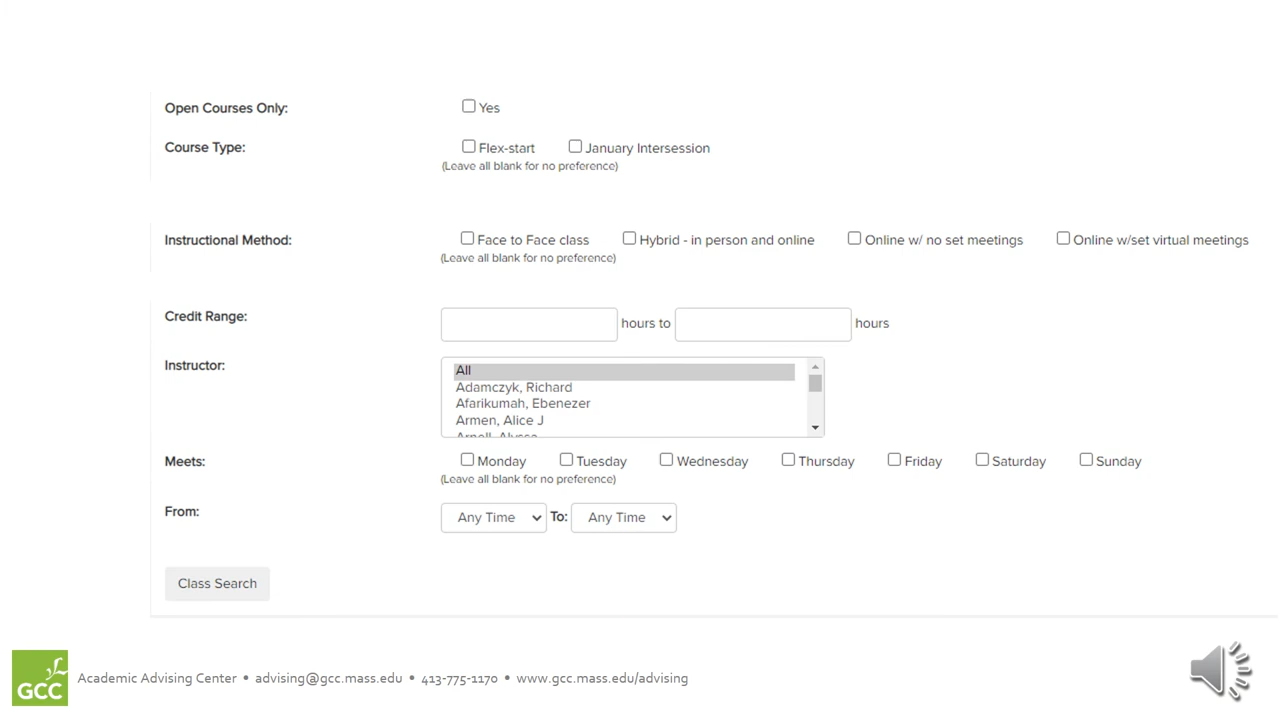 Open Courses Only: Yes
Course Type: Flex-start January Intersession
(Leave all blank for no preference)
Instructional Method: Face to Face class Hybrid - in person and online Online w/ no set meetings Online w/set virtual meetings
(Leave all blank for no preference)
Credit Range: hours to hours
Instructor: All
Adamczyk, Richard
Afarikumah, Ebenezer
Armen, Alice J
Arnell, Alyssa
Meets: Monday Tuesday Wednesday Thursday Friday Saturday Sunday
(Leave all blank for no preference)
From: Any Time To: Any Time
Class Search
GCC Academic Advising Center • advising@gcc.mass.edu • 413-775-1170 • www.gcc.mass.edu/advising